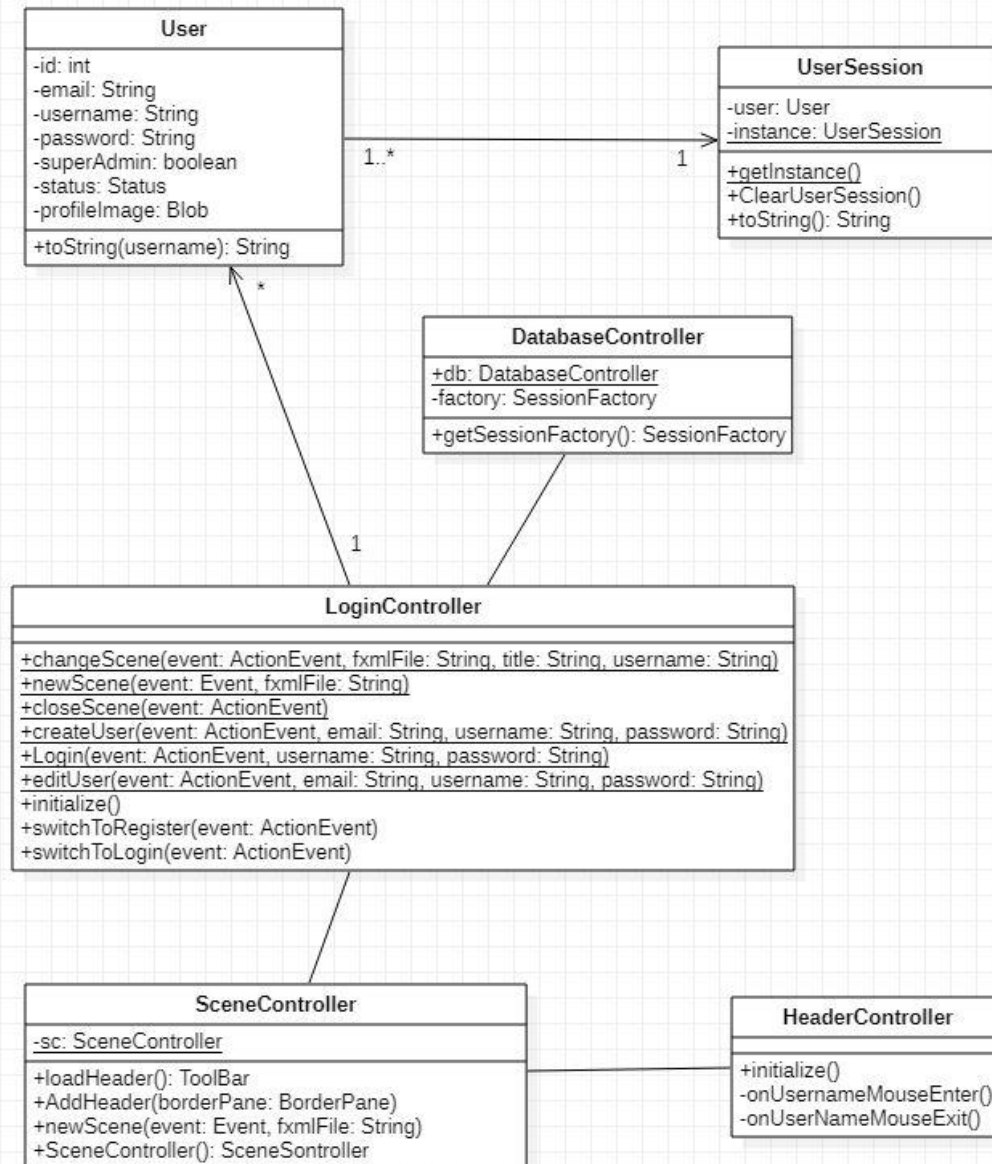 User
-id: int
-email: String
-username: String
-password: String
-superAdmin: boolean
-status: Status
-profileImage: Blob
+toString(username): String
UserSession
-user: User
-instance: UserSession
+getInstance()
+ClearUserSession()
+toString(): String
1..*
1
*
DatabaseController
+db: DatabaseController
-factory: SessionFactory
+getSessionFactory(): SessionFactory
1
LoginController
+changeScene(event: ActionEvent, fxmlFile: String, title: String, username: String)
+newScene(event: Event, fxmlFile: String)
+closeScene(event: ActionEvent)
+createUser(event: ActionEvent, email: String, username: String, password: String)
+Login(event: ActionEvent, username: String, password: String)
+editUser(event: ActionEvent, email: String, username: String, password: String)
+initialize()
+switchToRegister(event: ActionEvent)
+switchToLogin(event: ActionEvent)
SceneController
-sc: SceneController
+loadHeader(): ToolBar
+AddHeader(borderPane: BorderPane)
+newScene(event: Event, fxmlFile: String)
+SceneController(): SceneSontroller
HeaderController
+initialize()
-onUsernameMouseEnter()
-onUserNameMouseExit()